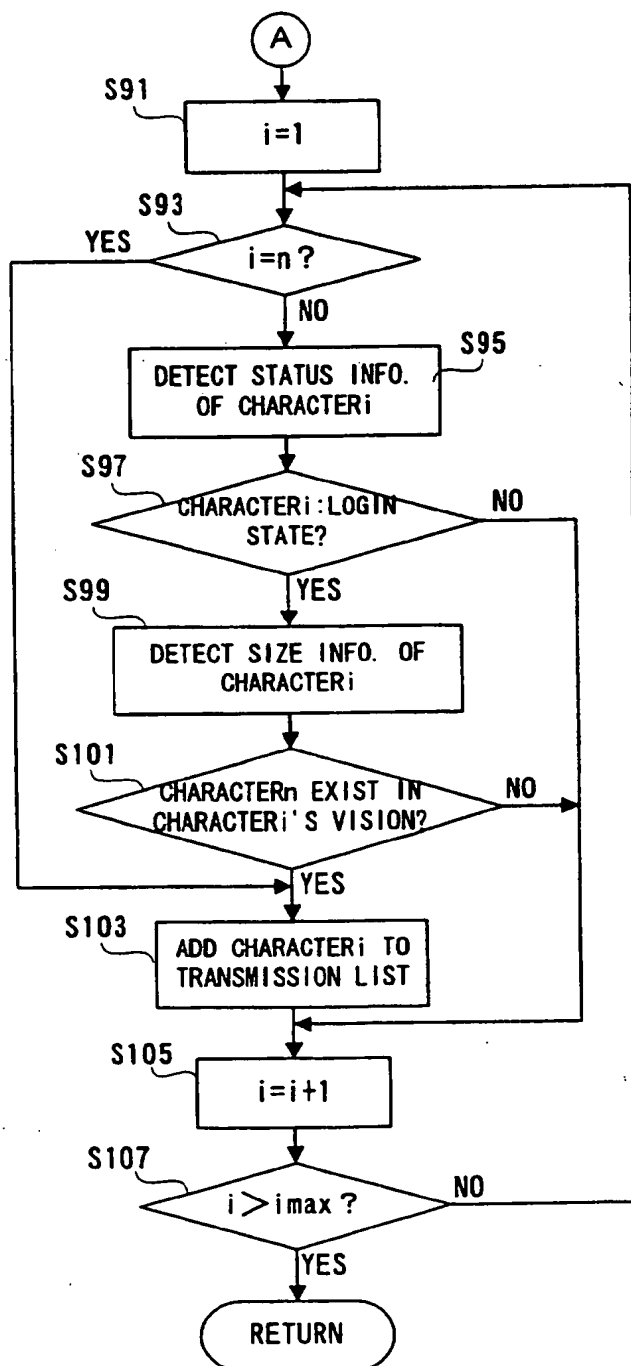 A
S91
i=1
S93
YES
i=n?
NO
S95
DETECT STATUS INFO.
OF CHARACTERi
S97
CHARACTERi:LOGIN
STATE?
NO
YES
S99
DETECT SIZE INFO. OF
CHARACTERi
S101
CHARACTERn EXIST IN
CHARACTERi'S VISION?
NO
YES
S103
ADD CHARACTERi TO
TRANSMISSION LIST
S105
i=i+1
S107
i>imax?
NO
YES
RETURN